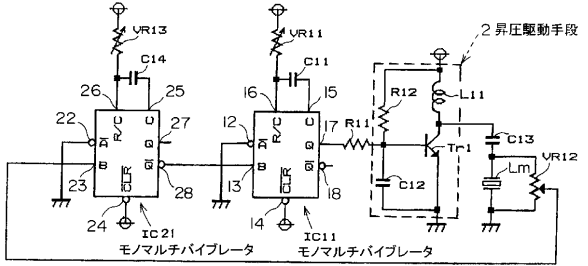 VR13
VR11
2 昇圧駆動手段
C14
C11
L11
26
25
16
15
R12
22
R/C
C
27
12
R/C
C
17
R11
C13
D̅
Q
D̅
Q
Tr1
VR12
B
Q̅
B
Q̅
Lm
23
CLR̅
28
13
CLR̅
18
C12
24
14
IC21
IC11
モノマルチバイブレータ
モノマルチバイブレータ